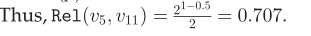 Thus, Rel(v₅, v₁₁) = 2^{1−0.5}/2 = 0.707.